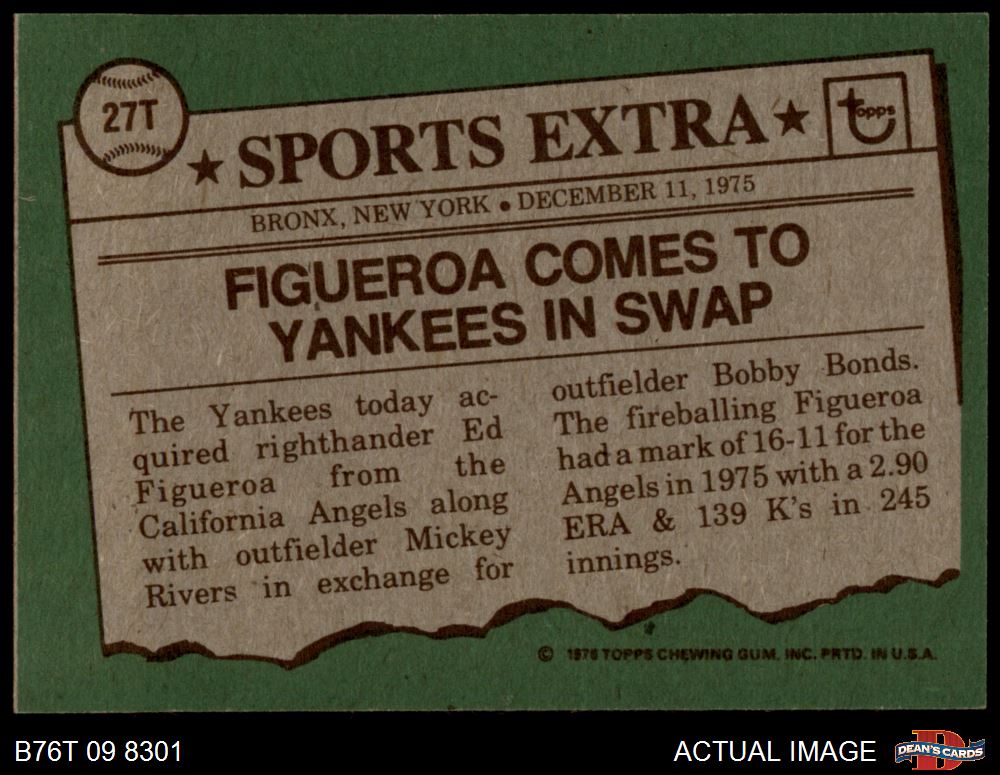 27T
★ SPORTS EXTRA ★
topps
BRONX, NEW YORK • DECEMBER 11, 1975
FIGUEROA COMES TO
YANKEES IN SWAP
The Yankees today ac-
quired righthander Ed
Figueroa from the
California Angels along
with outfielder Mickey
Rivers in exchange for
outfielder Bobby Bonds.
The fireballing Figueroa
had a mark of 16-11 for the
Angels in 1975 with a 2.90
ERA & 139 K's in 245
innings.
© 1976 TOPPS CHEWING GUM, INC. PRTD. IN U.S.A.
B76T 09 8301
ACTUAL IMAGE
D
DEAN'S CARDS